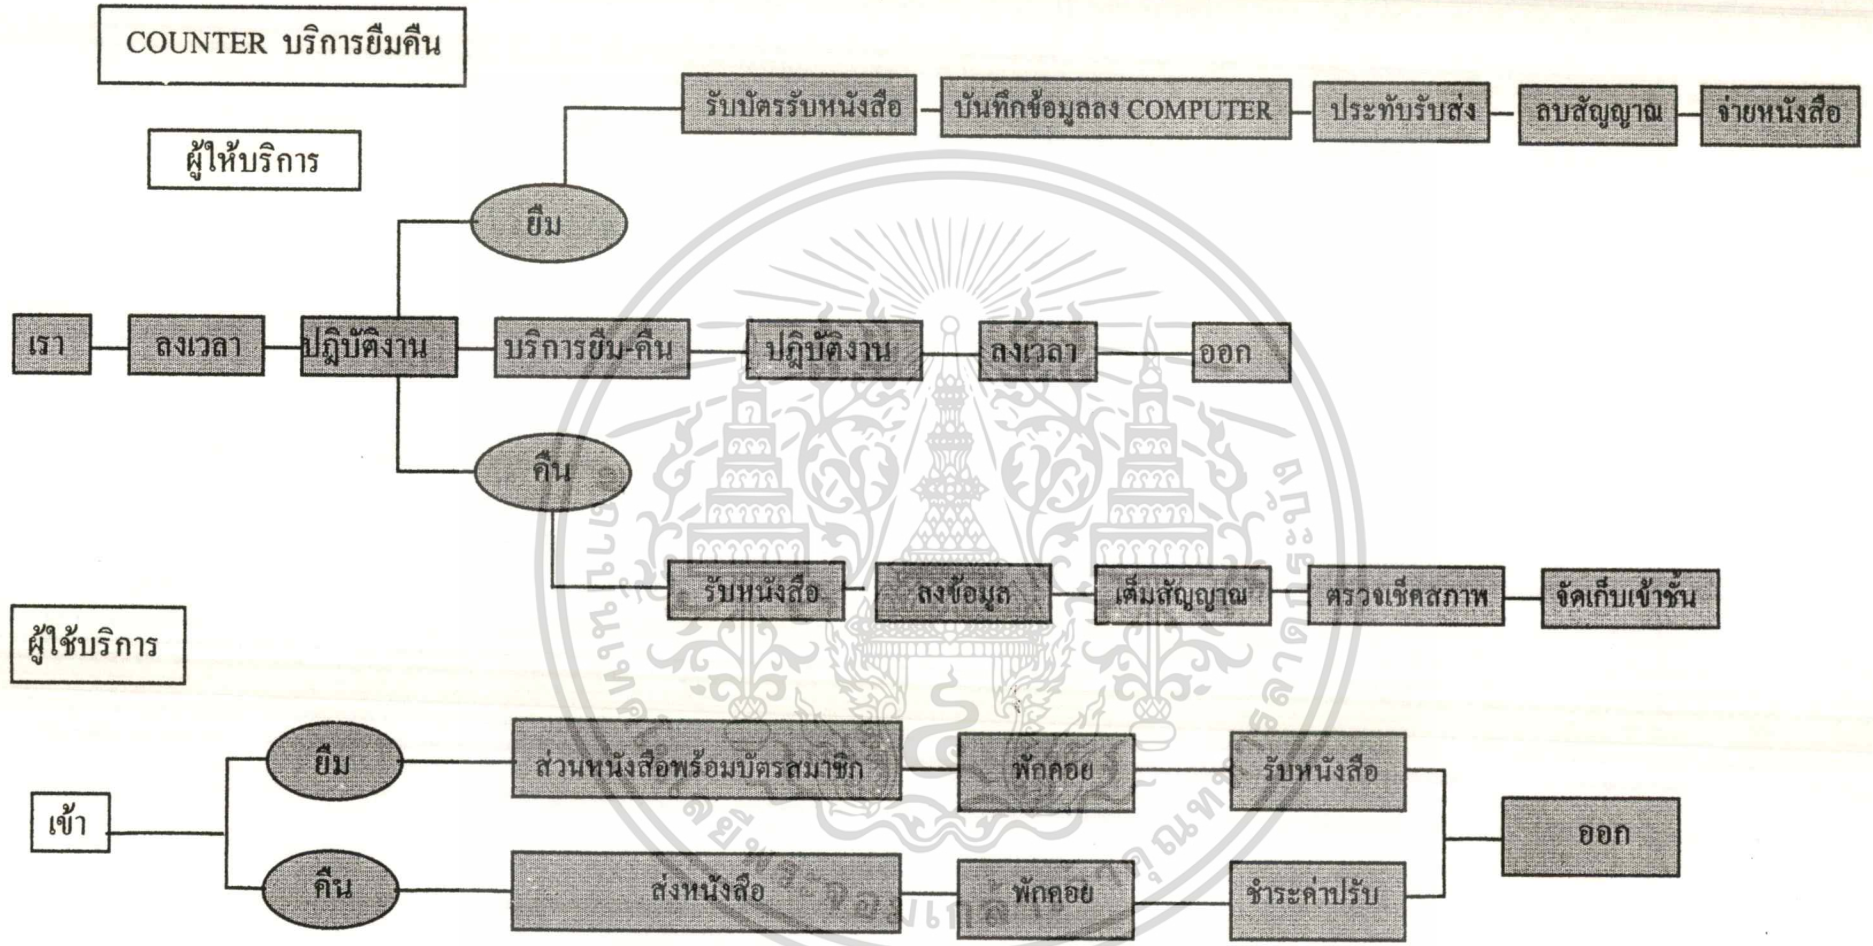 COUNTER บริการยืมคืน
ผู้ให้บริการ
รับบัตรรับหนังสือ
บันทึกข้อมูลลง COMPUTER
ประทับรับส่ง
ลบสัญญาณ
จ่ายหนังสือ
ยืม
เรา
ลงเวลา
ปฎิบัติงาน
บริการยืม-คืน
ปฎิบัติงาน
ลงเวลา
ออก
คืน
รับหนังสือ
ลงข้อมูล
เต็มสัญญาณ
ตรวจเช็คสภาพ
จัดเก็บเข้าชั้น
ผู้ใช้บริการ
เข้า
ยืม
ส่วนหนังสือพร้อมบัตรสมาชิก
พักคอย
รับหนังสือ
คืน
ส่งหนังสือ
พักคอย
ชำระค่าปรับ
ออก